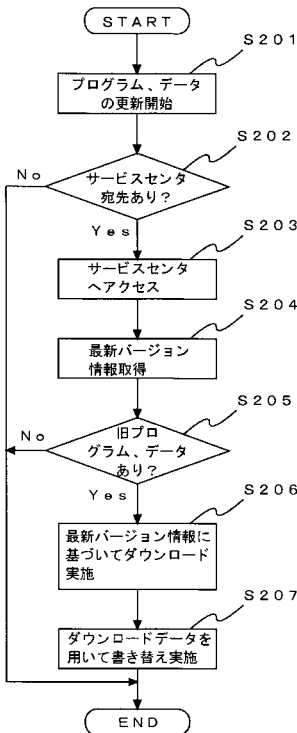 START
S201
プログラム、データ
の更新開始
S202
No
サービスセンタ
宛先あり?
Yes
S203
サービスセンタ
へアクセス
S204
最新バージョン
情報取得
S205
No
旧プロ
グラム、データ
あり?
Yes
S206
最新バージョン情報に
基づいてダウンロード
実施
S207
ダウンロードデータを
用いて書き替え実施
END